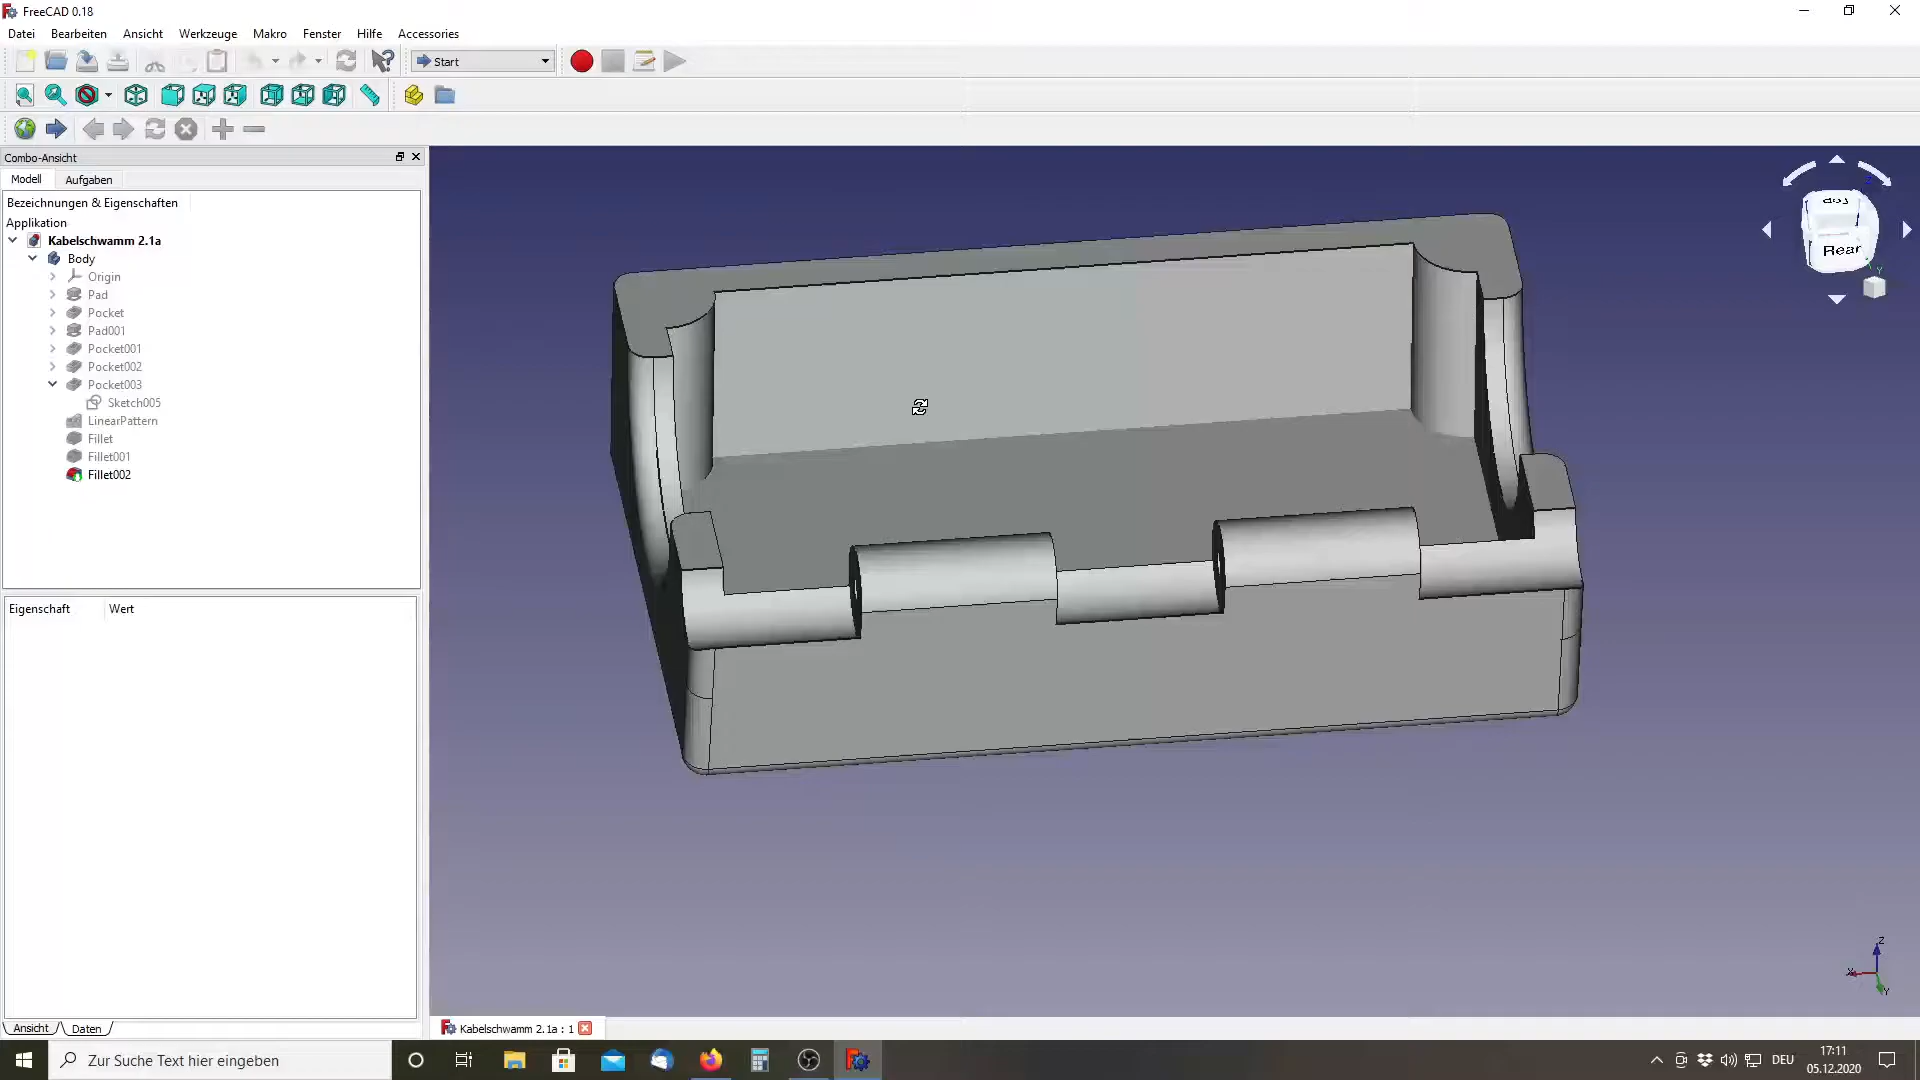 FreeCAD 0.18
Datei Bearbeiten Ansicht Werkzeuge Makro Fenster Hilfe Accessories
Start
Combo-Ansicht
Modell Aufgaben
Bezeichnungen & Eigenschaften
Applikation
Kabelschwamm 2.1a
Body
Origin
Pad
Pocket
Pad001
Pocket001
Pocket002
Pocket003
Sketch005
LinearPattern
Fillet
Fillet001
Fillet002
Eigenschaft Wert
Ansicht Daten
Top
Rear
Z
Y
Z
X
Y
Kabelschwamm 2.1a : 1
Zur Suche Text hier eingeben
DEU
17:11
05.12.2020